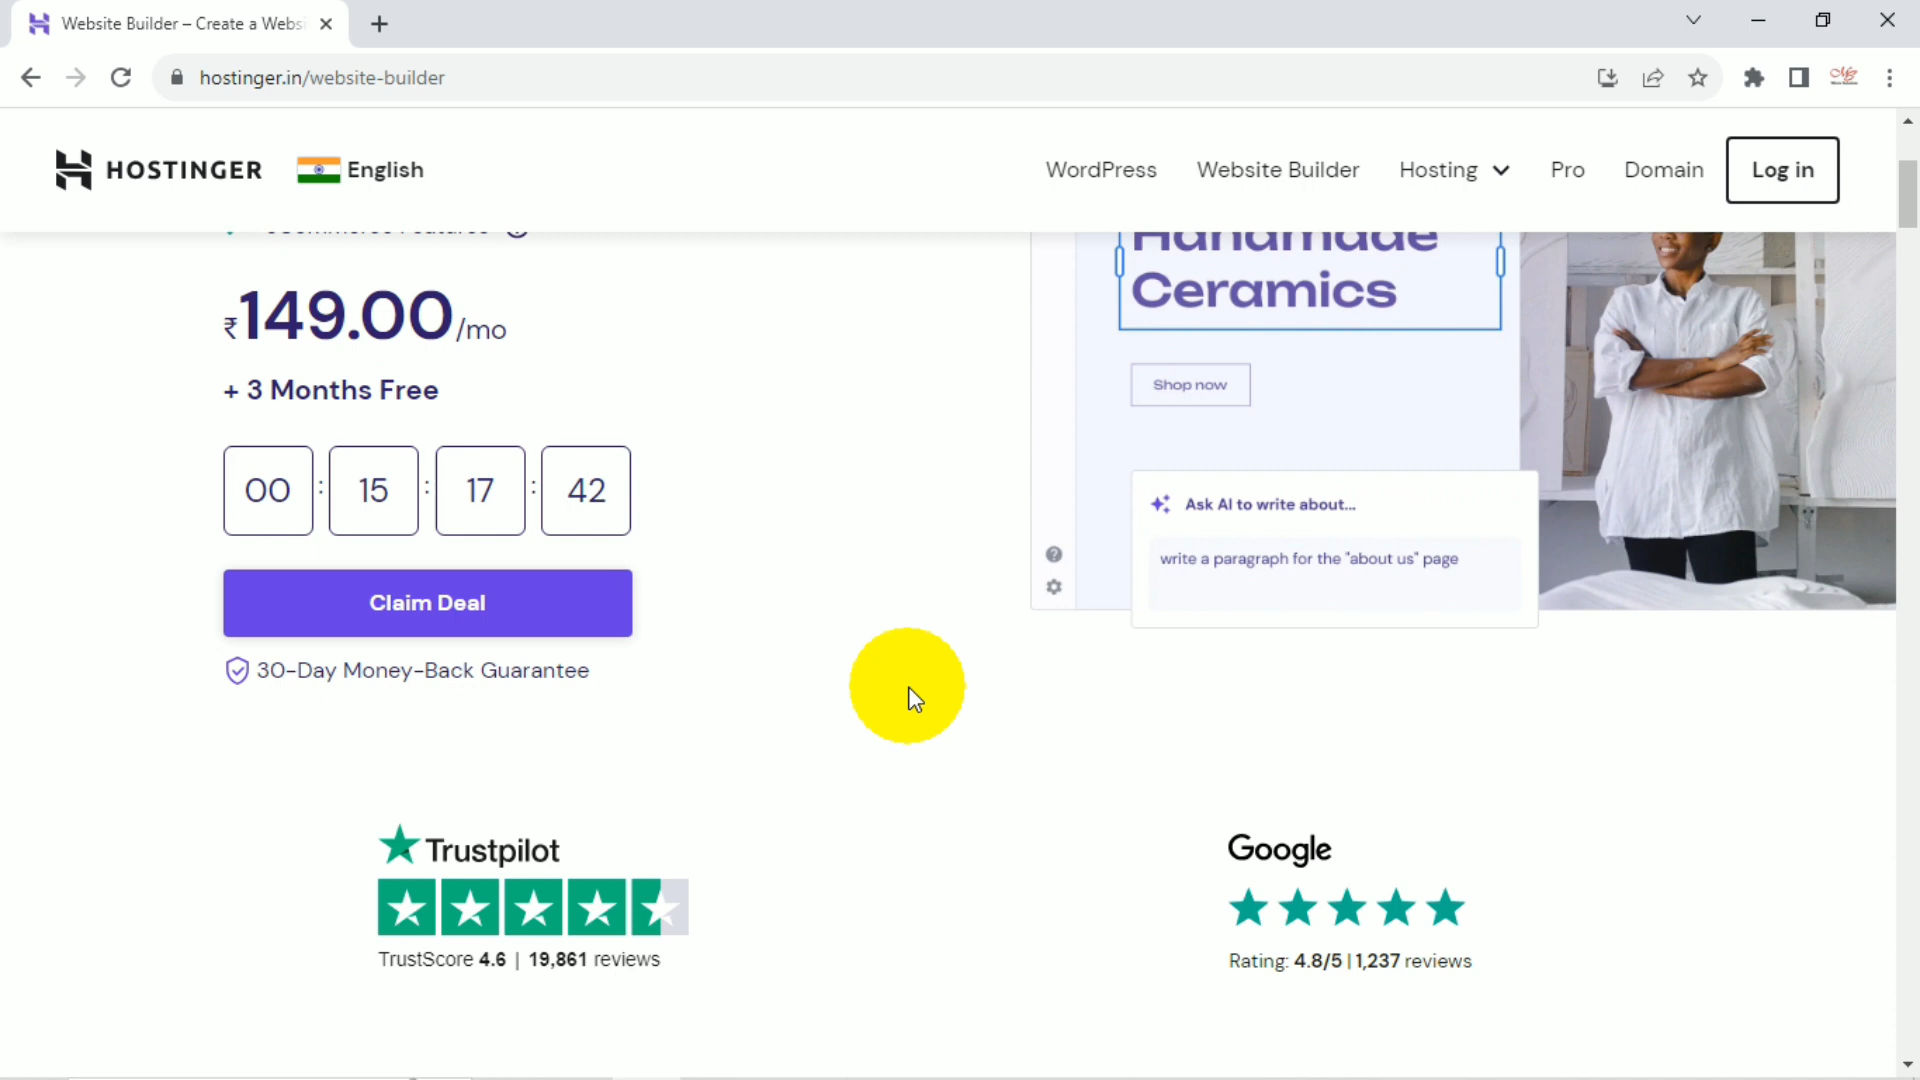 Website Builder – Create a Websi
hostinger.in/website-builder
HOSTINGER
English
WordPress
Website Builder
Hosting
Pro
Domain
Log in
₹149.00/mo
+ 3 Months Free
00 : 15 : 17 : 42
Claim Deal
30-Day Money-Back Guarantee
Handmade
Ceramics
Shop now
Ask AI to write about...
write a paragraph for the "about us" page
Trustpilot
TrustScore 4.6 | 19,861 reviews
Google
Rating: 4.8/5 | 1,237 reviews